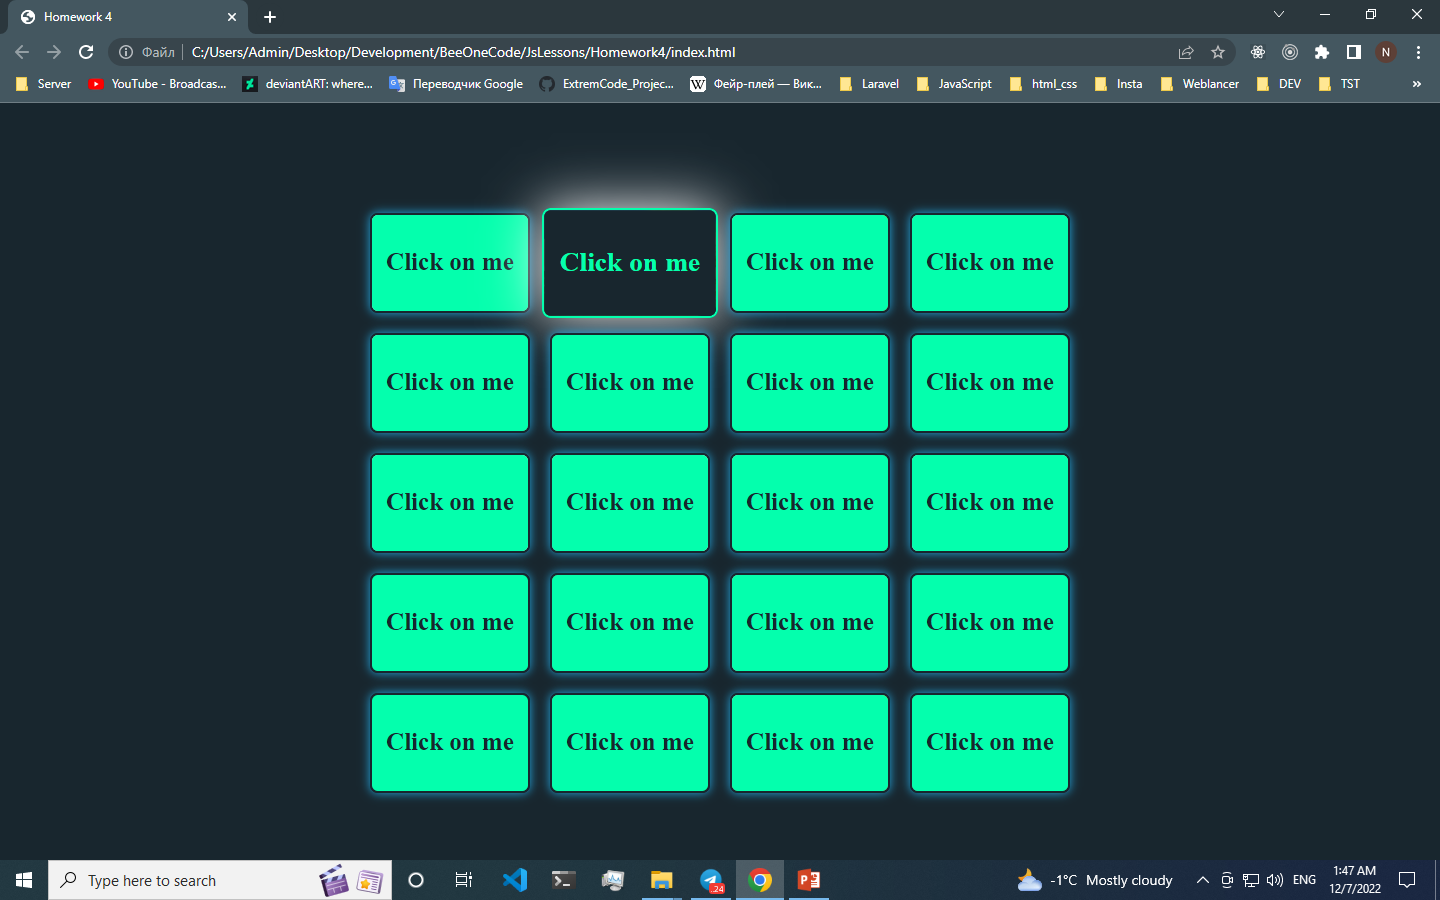 Homework 4
Файл C:/Users/Admin/Desktop/Development/BeeOneCode/JsLessons/Homework4/index.html
N
Server YouTube - Broadcas... deviantART: where... Переводчик Google ExtremCode_Projec... W Фейр-плей — Вик... Laravel JavaScript html_css Insta Weblancer DEV TST »
Click on me Click on me Click on me Click on me
Click on me Click on me Click on me Click on me
Click on me Click on me Click on me Click on me
Click on me Click on me Click on me Click on me
Click on me Click on me Click on me Click on me
Type here to search
24
-1°C Mostly cloudy
ENG
1:47 AM
12/7/2022